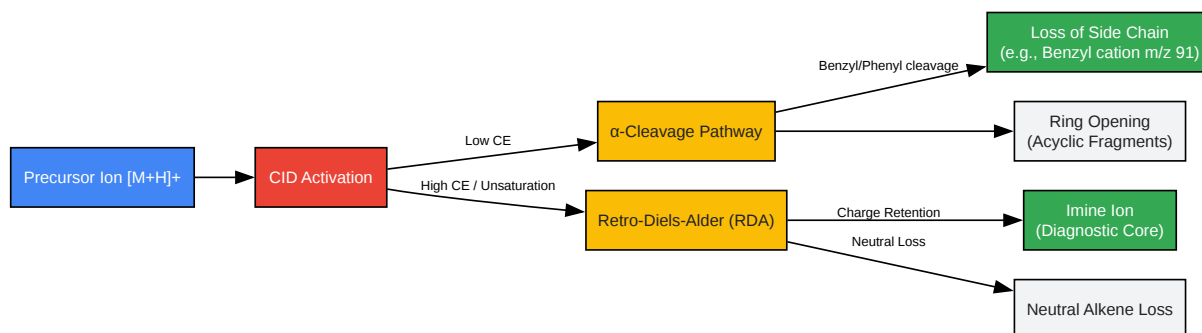 Precursor Ion [M+H]+
CID Activation
Low CE
High CE / Unsaturation
α-Cleavage Pathway
Retro-Diels-Alder (RDA)
Benzyl/Phenyl cleavage
Charge Retention
Neutral Loss
Loss of Side Chain
(e.g., Benzyl cation m/z 91)
Ring Opening
(Acyclic Fragments)
Imine Ion
(Diagnostic Core)
Neutral Alkene Loss